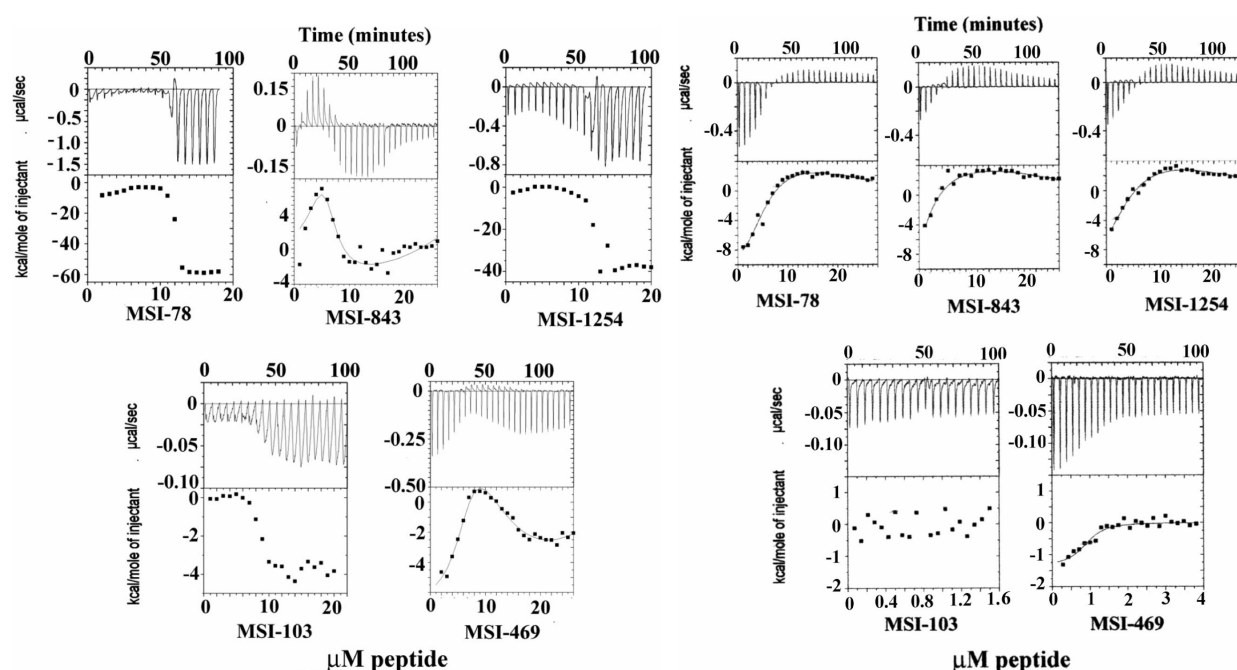 Time (minutes)
0 50 100
0 50 100
0 50 100
µcal/sec
0
-0.5
-1.0
-1.5
0.15
0
-0.15
0
-0.4
-0.8
kcal/mole of injectant
0
-20
-40
-60
4
0
-4
0
-20
-40
0 10 20
0 10 20
0 10 20
MSI-78
MSI-843
MSI-1254
0 50 100
0 50 100
µcal/sec
0
-0.05
-0.10
0
-0.25
-0.50
kcal/mole of injectant
0
-2
-4
0
-2
-4
0 10 20
0 10 20
MSI-103
MSI-469
µM peptide
Time (minutes)
0 50 100
0 50 100
0 50 100
µcal/sec
0
-0.4
0
-0.4
0
-0.4
kcal/mole of injectant
0
-4
-8
0
-4
-8
0
-4
-8
0 10 20
0 10 20
0 10 20
MSI-78
MSI-843
MSI-1254
0 50 100
0 50 100
µcal/sec
0
-0.05
-0.10
0
-0.05
-0.10
kcal/mole of injectant
1
0
-1
-2
1
0
-1
-2
0 0.4 0.8 1.2 1.6
0 1 2 3 4
MSI-103
MSI-469
µM peptide